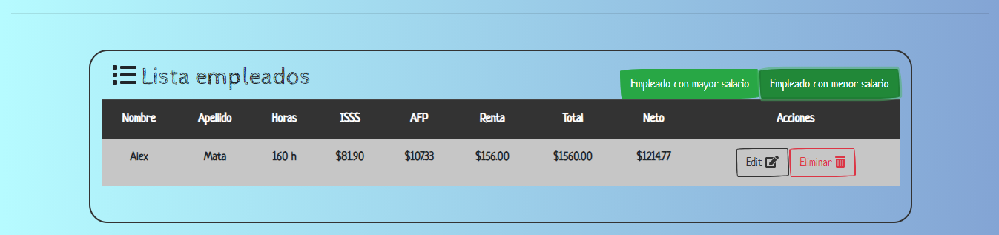 Lista empleados
Empleado con mayor salario Empleado con menor salario
Nombre Apellido Horas ISSS AFP Renta Total Neto Acciones
Alex Mata 160 h $81.90 $107.33 $156.00 $1560.00 $1214.77 Edit Eliminar